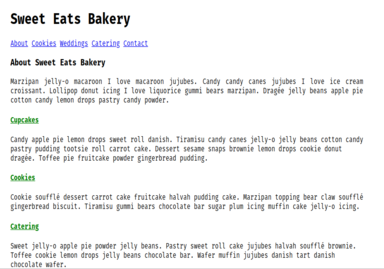 Sweet Eats Bakery
About Cookies Weddings Catering Contact
About Sweet Eats Bakery
Marzipan jelly-o macaroon I love macaroon jujubes. Candy candy canes jujubes I love ice cream
croissant. Lollipop donut icing I love liquorice gummi bears marzipan. Dragée jelly beans apple pie
cotton candy lemon drops pastry candy powder.
Cupcakes
Candy apple pie lemon drops sweet roll danish. Tiramisu candy canes jelly-o jelly beans cotton candy
pastry pudding tootsie roll carrot cake. Dessert sesame snaps brownie lemon drops cookie donut
dragée. Toffee pie fruitcake powder gingerbread pudding.
Cookies
Cookie soufflé dessert carrot cake fruitcake halvah pudding cake. Marzipan topping bear claw soufflé
gingerbread biscuit. Tiramisu gummi bears chocolate bar sugar plum icing muffin cake jelly-o icing.
Catering
Sweet jelly-o apple pie powder jelly beans. Pastry sweet roll cake jujubes halvah soufflé brownie.
Toffee cookie lemon drops jelly beans chocolate bar. Wafer muffin jujubes danish tart danish
chocolate wafer.